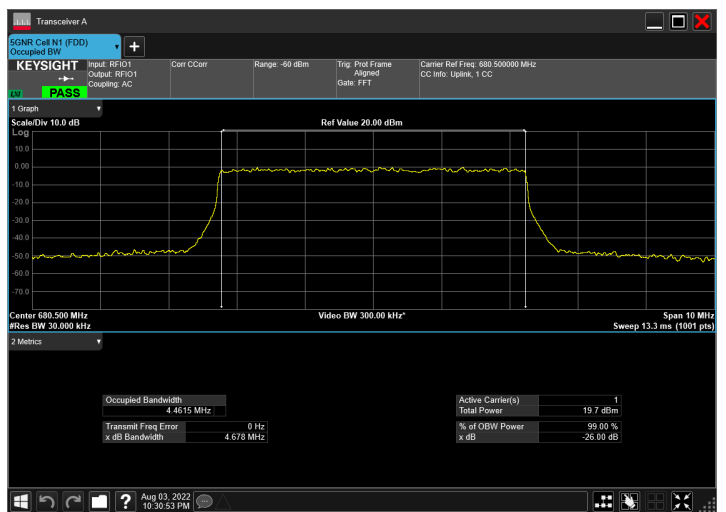 Transceiver A
5GNR Cell N1 (FDD)
Occupied BW
KEYSIGHT
Input: RFIO1
Output: RFIO1
Coupling: AC
Corr CCorr
Range: -60 dBm
Trig: Prot Frame
Aligned
Gate: FFT
Carrier Ref Freq: 680.500000 MHz
CC Info: Uplink, 1 CC
LXI
PASS
1 Graph
Scale/Div 10.0 dB
Ref Value 20.00 dBm
Log
10.0
0.00
-10.0
-20.0
-30.0
-40.0
-50.0
-60.0
-70.0
Center 680.500 MHz
Video BW 300.00 kHz*
Span 10 MHz
#Res BW 30.000 kHz
Sweep 13.3 ms (1001 pts)
2 Metrics
Occupied Bandwidth
4.4615 MHz
Active Carrier(s) 1
Total Power 19.7 dBm
Transmit Freq Error 0 Hz
x dB Bandwidth 4.678 MHz
% of OBW Power 99.00 %
x dB -26.00 dB
?
Aug 03, 2022
10:30:53 PM